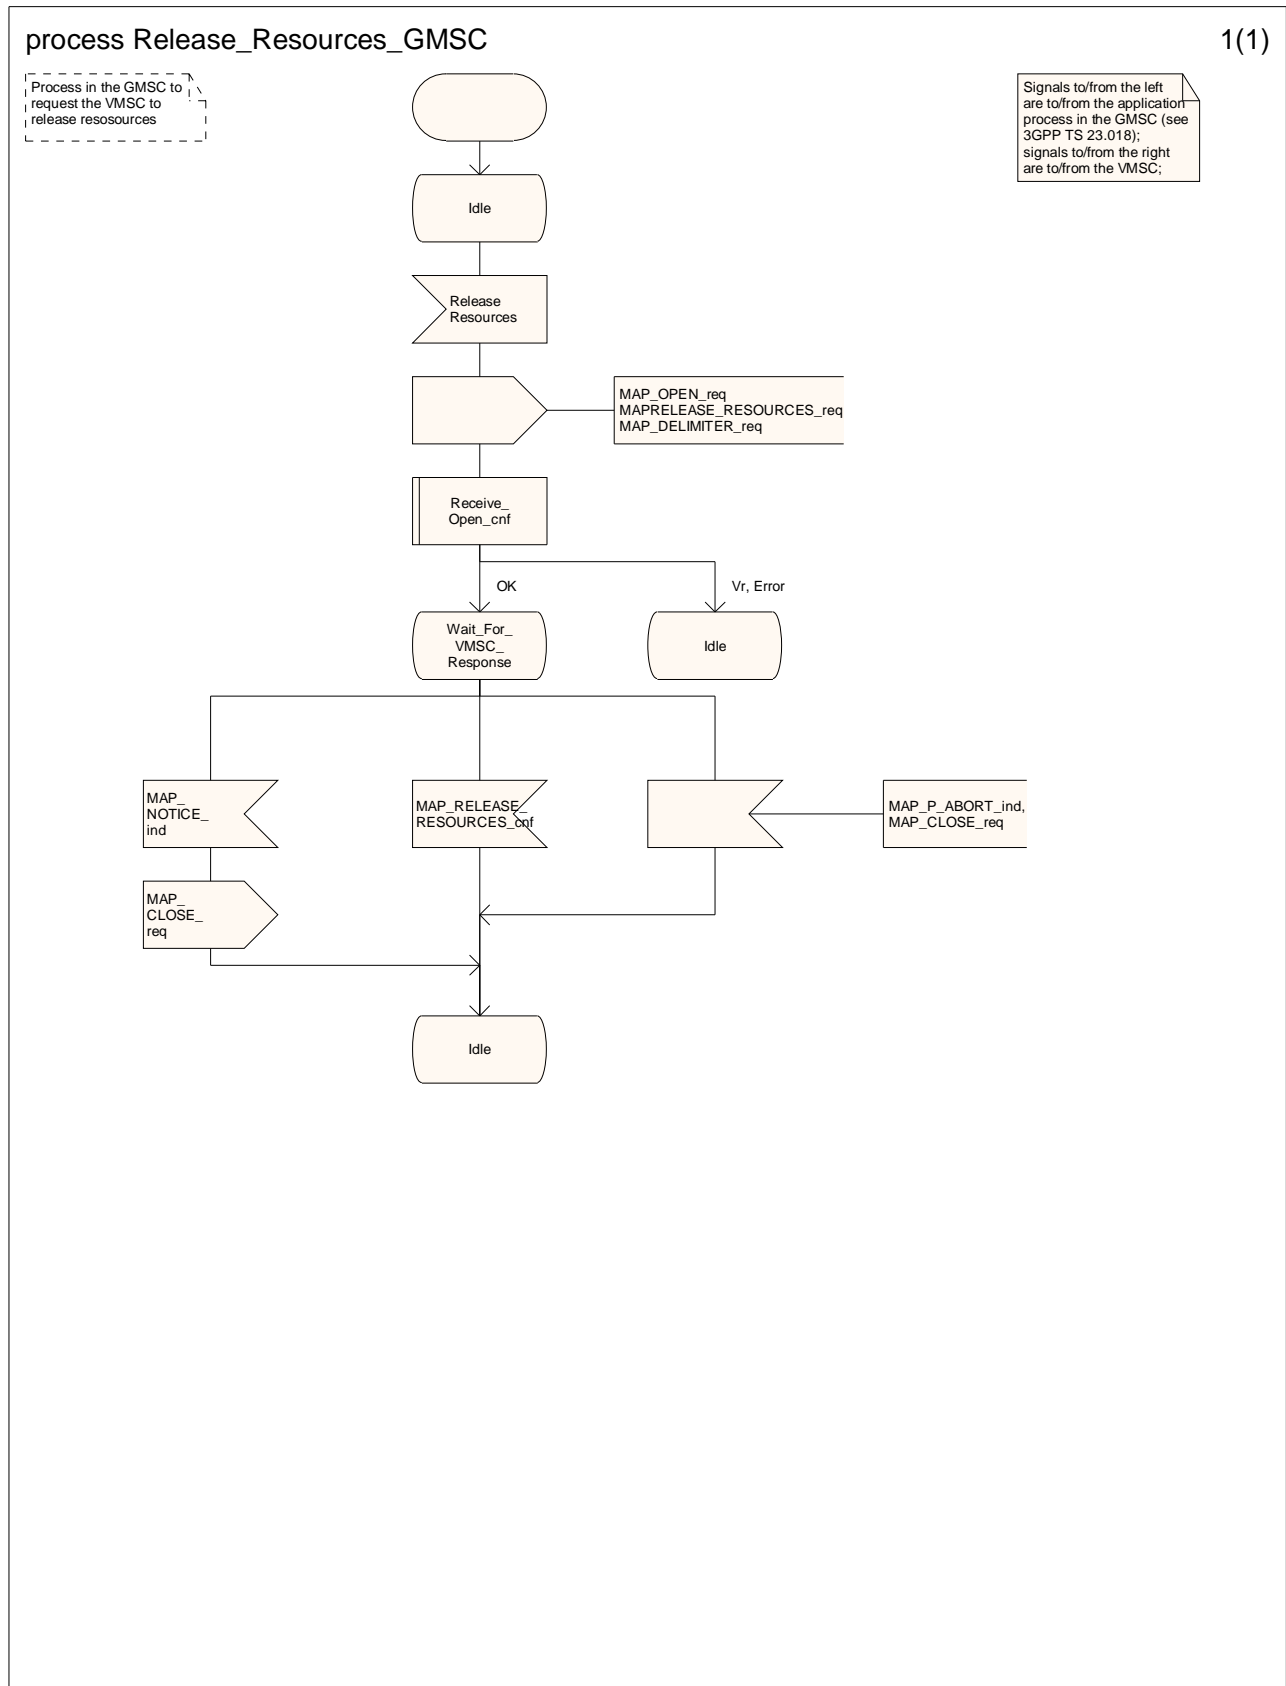 process Release_Resources_GMSC
1(1)
Process in the GMSC to
request the VMSC to
release resosources
Signals to/from the left
are to/from the application
process in the GMSC (see
3GPP TS 23.018);
signals to/from the right
are to/from the VMSC;
Idle
Release
Resources
MAP_OPEN_req
MAPRELEASE_RESOURCES_req
MAP_DELIMITER_req
Receive_
Open_cnf
OK
Vr, Error
Wait_For_
VMSC_
Response
Idle
MAP_
NOTICE_
ind
MAP_RELEASE_
RESOURCES_cnf
MAP_P_ABORT_ind,
MAP_CLOSE_req
MAP_
CLOSE_
req
Idle